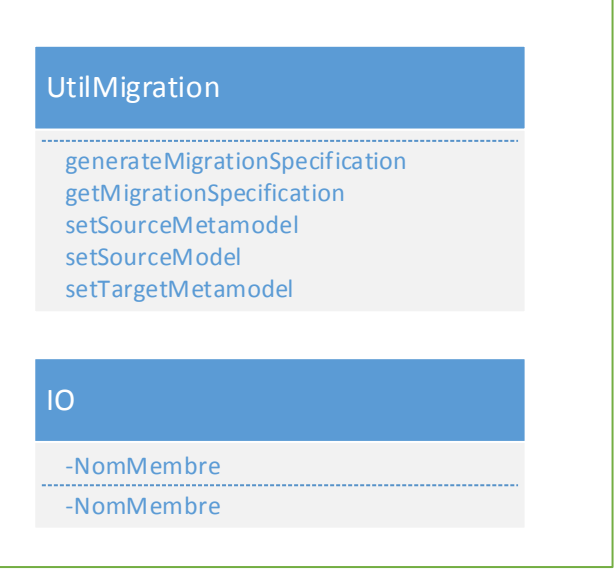 UtilMigration
generateMigrationSpecification
getMigrationSpecification
setSourceMetamodel
setSourceModel
setTargetMetamodel
IO
-NomMembre
-NomMembre